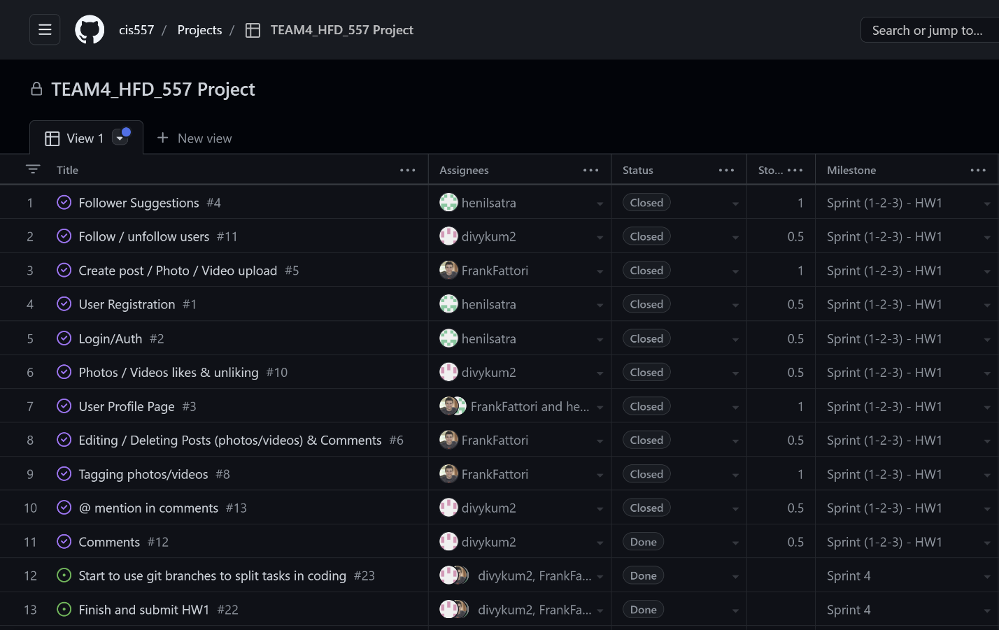 cis557 / Projects / TEAM4_HFD_557 Project
Search or jump to...
TEAM4_HFD_557 Project
View 1
New view
Title ... Assignees ... Status ... Sto... ... Milestone ...
1 Follower Suggestions #4 henilsatra Closed 1 Sprint (1-2-3) - HW1
2 Follow / unfollow users #11 divykum2 Closed 0.5 Sprint (1-2-3) - HW1
3 Create post / Photo / Video upload #5 FrankFattori Closed 1 Sprint (1-2-3) - HW1
4 User Registration #1 henilsatra Closed 0.5 Sprint (1-2-3) - HW1
5 Login/Auth #2 henilsatra Closed 0.5 Sprint (1-2-3) - HW1
6 Photos / Videos likes & unliking #10 divykum2 Closed 0.5 Sprint (1-2-3) - HW1
7 User Profile Page #3 FrankFattori and he... Closed 1 Sprint (1-2-3) - HW1
8 Editing / Deleting Posts (photos/videos) & Comments #6 FrankFattori Closed 0.5 Sprint (1-2-3) - HW1
9 Tagging photos/videos #8 FrankFattori Closed 1 Sprint (1-2-3) - HW1
10 @ mention in comments #13 divykum2 Closed 0.5 Sprint (1-2-3) - HW1
11 Comments #12 divykum2 Done 0.5 Sprint (1-2-3) - HW1
12 Start to use git branches to split tasks in coding #23 divykum2, FrankFa... Done Sprint 4
13 Finish and submit HW1 #22 divykum2, FrankFa... Done Sprint 4